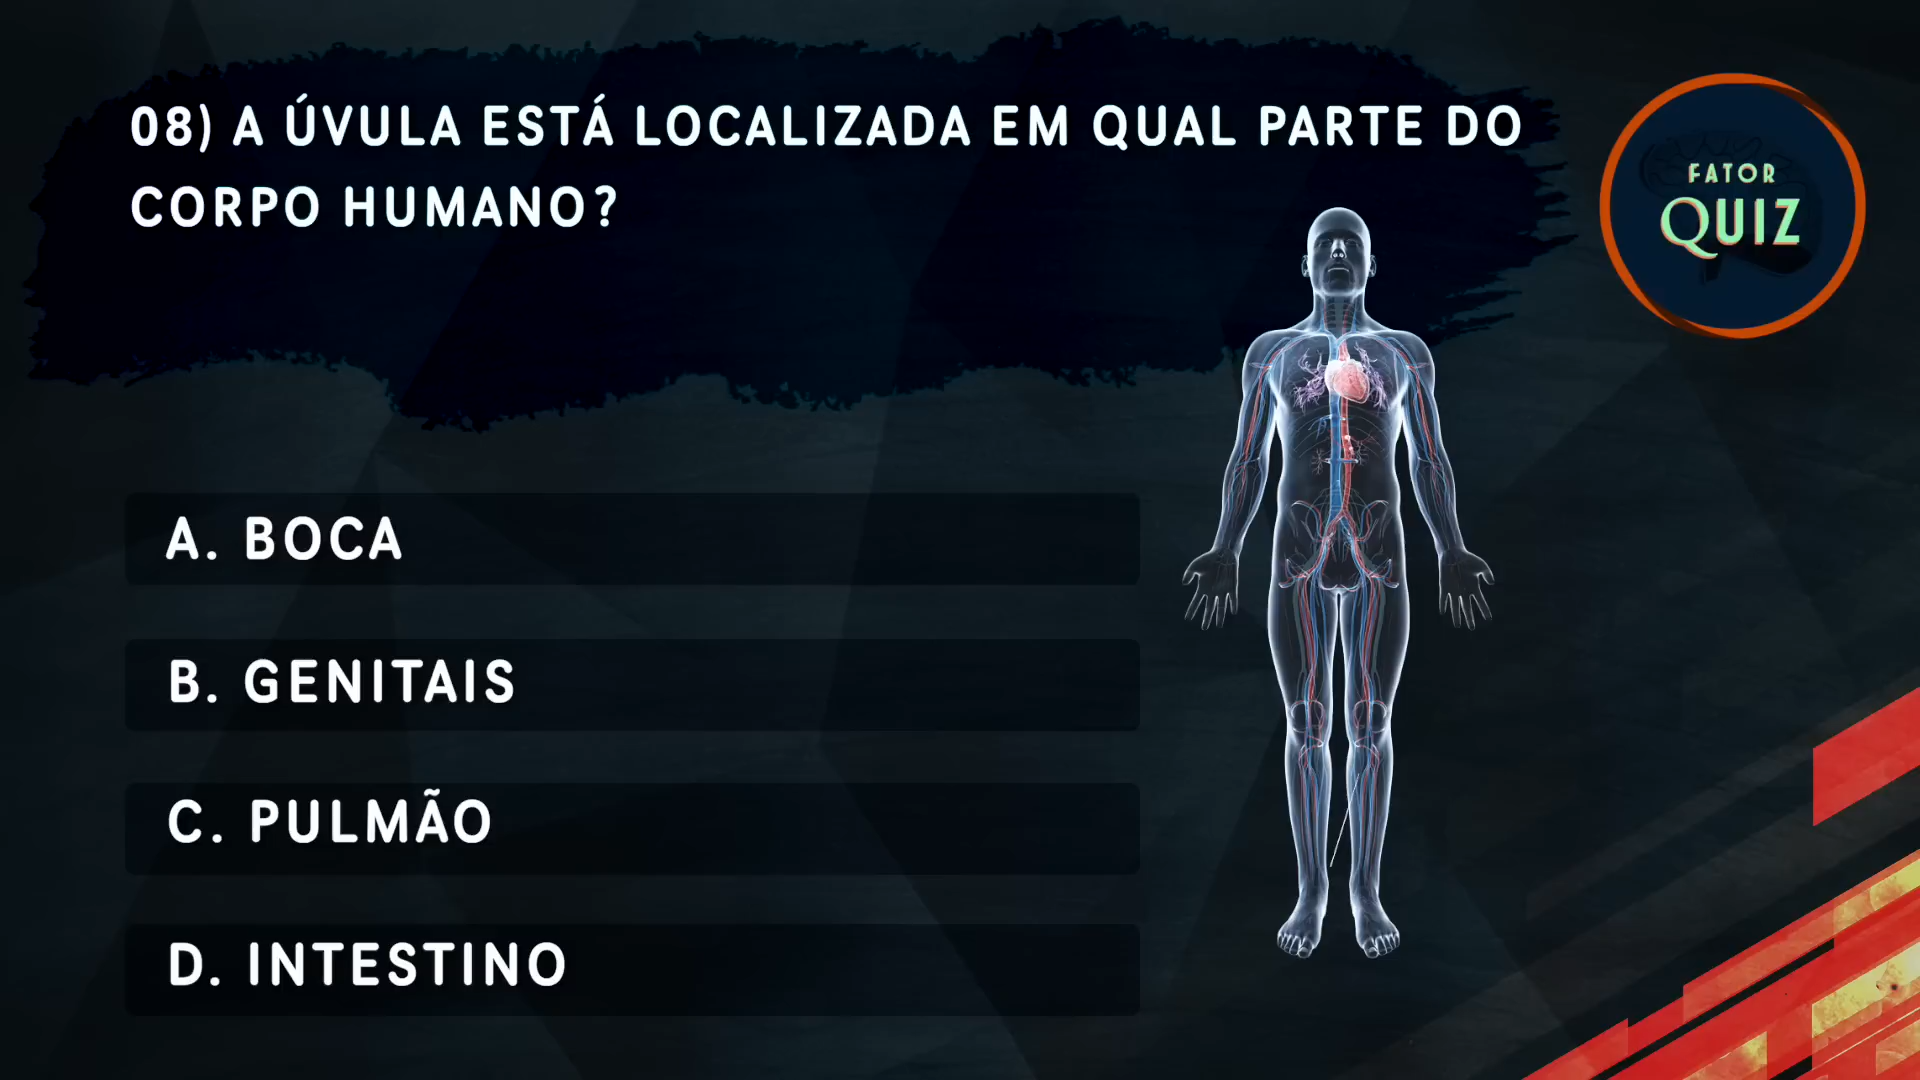 08) A ÚVULA ESTÁ LOCALIZADA EM QUAL PARTE DO
CORPO HUMANO?
FATOR
QUIZ
A. BOCA
B. GENITAIS
C. PULMÃO
D. INTESTINO